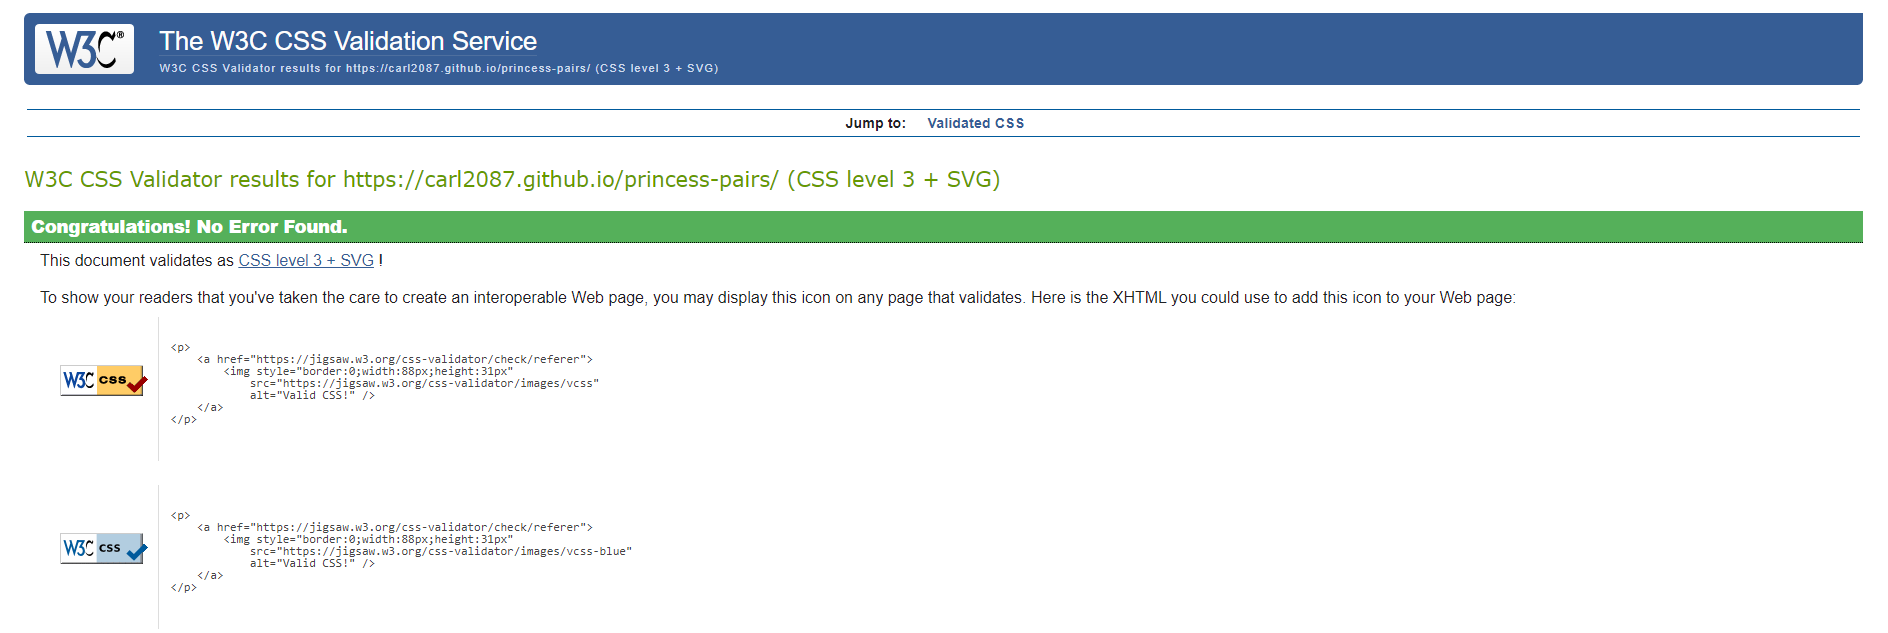 W3C®
The W3C CSS Validation Service
W3C CSS Validator results for https://carl2087.github.io/princess-pairs/ (CSS level 3 + SVG)
Jump to: Validated CSS
W3C CSS Validator results for https://carl2087.github.io/princess-pairs/ (CSS level 3 + SVG)
Congratulations! No Error Found.
This document validates as CSS level 3 + SVG !
To show your readers that you've taken the care to create an interoperable Web page, you may display this icon on any page that validates. Here is the XHTML you could use to add this icon to your Web page:
W3C css
<p>
<a href="https://jigsaw.w3.org/css-validator/check/referer">
<img style="border:0;width:88px;height:31px"
src="https://jigsaw.w3.org/css-validator/images/vcss"
alt="Valid CSS!" />
</a>
</p>
W3C css
<p>
<a href="https://jigsaw.w3.org/css-validator/check/referer">
<img style="border:0;width:88px;height:31px"
src="https://jigsaw.w3.org/css-validator/images/vcss-blue"
alt="Valid CSS!" />
</a>
</p>